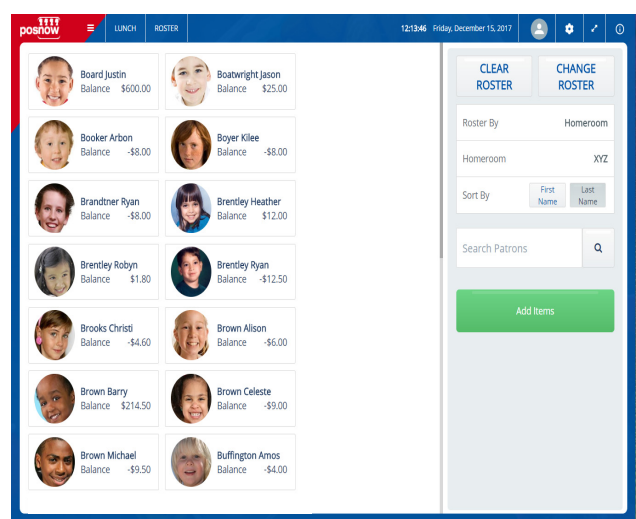 posnow
LUNCH
ROSTER
12:13:46 Friday, December 15, 2017
Board Justin
Balance $600.00
Boatwright Jason
Balance $25.00
Booker Arbon
Balance -$8.00
Boyer Kilee
Balance -$8.00
Brandtner Ryan
Balance -$8.00
Brentley Heather
Balance $12.00
Brentley Robyn
Balance $1.80
Brentley Ryan
Balance -$12.50
Brooks Christi
Balance -$4.60
Brown Alison
Balance -$6.00
Brown Barry
Balance $214.50
Brown Celeste
Balance -$9.00
Brown Michael
Balance -$9.50
Buffington Amos
Balance -$4.00
CLEAR
ROSTER
CHANGE
ROSTER
Roster By Homeroom
Homeroom XYZ
Sort By
First
Name
Last
Name
Search Patrons
Add Items